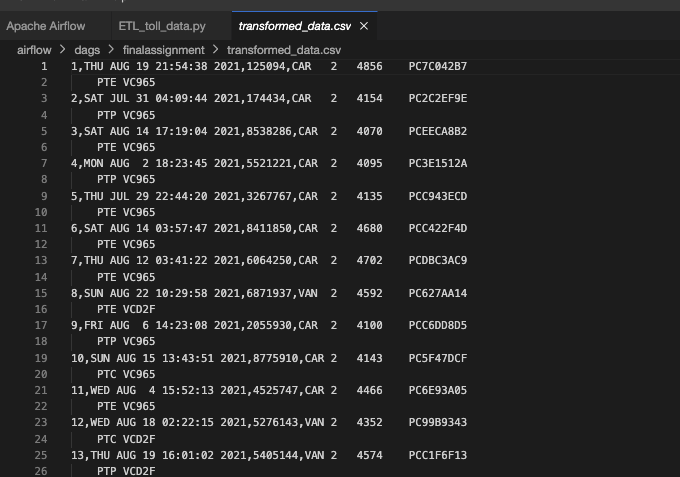 Apache Airflow ETL_toll_data.py transformed_data.csv ×
airflow > dags > finalassignment > transformed_data.csv
1 1,THU AUG 19 21:54:38 2021,125094,CAR 2 4856 PC7C042B7
2 PTE VC965
3 2,SAT JUL 31 04:09:44 2021,174434,CAR 2 4154 PC2C2EF9E
4 PTP VC965
5 3,SAT AUG 14 17:19:04 2021,8538286,CAR 2 4070 PCEECA8B2
6 PTE VC965
7 4,MON AUG 2 18:23:45 2021,5521221,CAR 2 4095 PC3E1512A
8 PTP VC965
9 5,THU JUL 29 22:44:20 2021,3267767,CAR 2 4135 PCC943ECD
10 PTE VC965
11 6,SAT AUG 14 03:57:47 2021,8411850,CAR 2 4680 PCC422F4D
12 PTE VC965
13 7,THU AUG 12 03:41:22 2021,6064250,CAR 2 4702 PCDBC3AC9
14 PTE VC965
15 8,SUN AUG 22 10:29:58 2021,6871937,VAN 2 4592 PC627AA14
16 PTE VCD2F
17 9,FRI AUG 6 14:23:08 2021,2055930,CAR 2 4100 PCC6DD8D5
18 PTP VC965
19 10,SUN AUG 15 13:43:51 2021,8775910,CAR 2 4143 PC5F47DCF
20 PTC VC965
21 11,WED AUG 4 15:52:13 2021,4525747,CAR 2 4466 PC6E93A05
22 PTE VC965
23 12,WED AUG 18 02:22:15 2021,5276143,VAN 2 4352 PC99B9343
24 PTC VCD2F
25 13,THU AUG 19 16:01:02 2021,5405144,VAN 2 4574 PCC1F6F13
26 PTP VCD2F